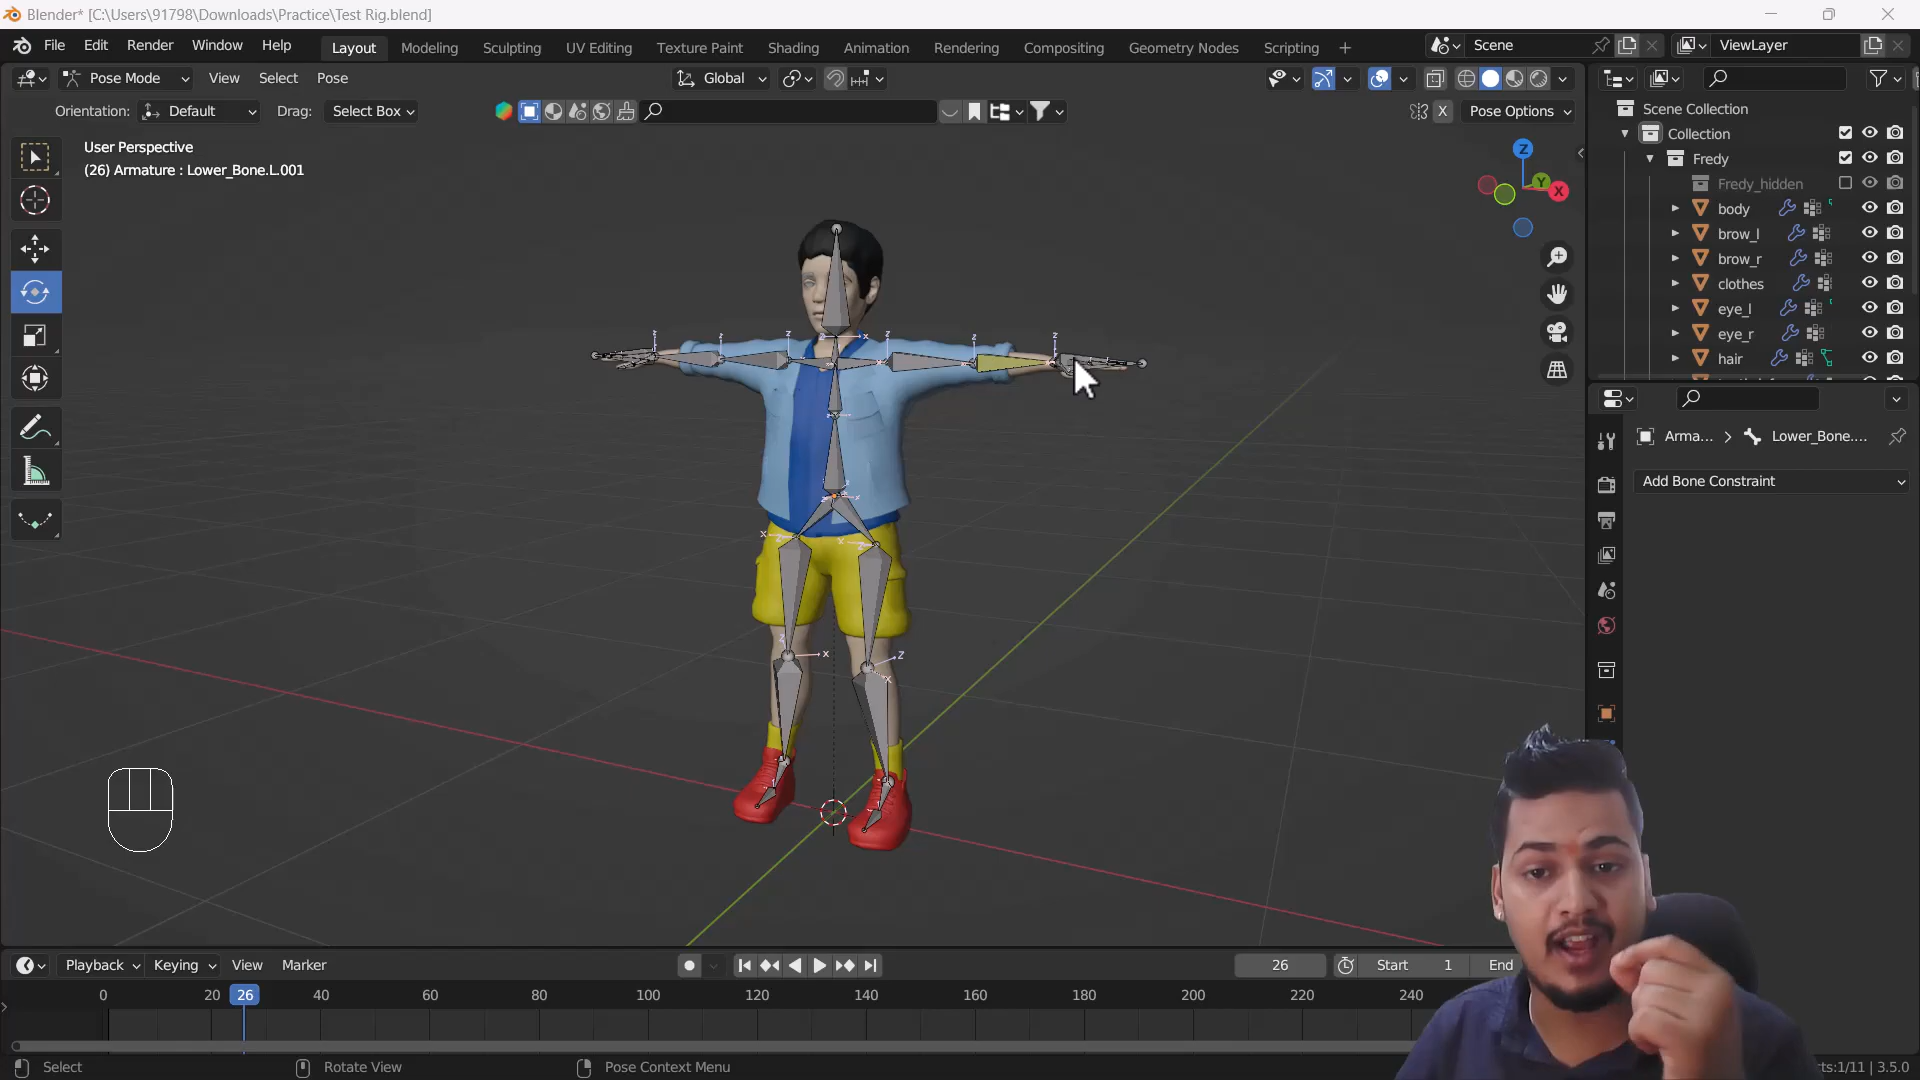 Blender* [C:\Users\91798\Downloads\Practice\Test Rig.blend]
File Edit Render Window Help Layout Modeling Sculpting UV Editing Texture Paint Shading Animation Rendering Compositing Geometry Nodes Scripting + Scene ViewLayer
Pose Mode View Select Pose Global
Orientation: Default Drag: Select Box X Pose Options
Scene Collection
Collection
Fredy
Fredy_hidden
body
brow_l
brow_r
clothes
eye_l
eye_r
hair
User Perspective
(26) Armature : Lower_Bone.L.001
Z
Y
X
Arma... > Lower_Bone....
Add Bone Constraint
Playback Keying View Marker 26 Start 1 End
0 20 26 40 60 80 100 120 140 160 180 200 220 240
Select Rotate View Pose Context Menu ts:1/11 | 3.5.0